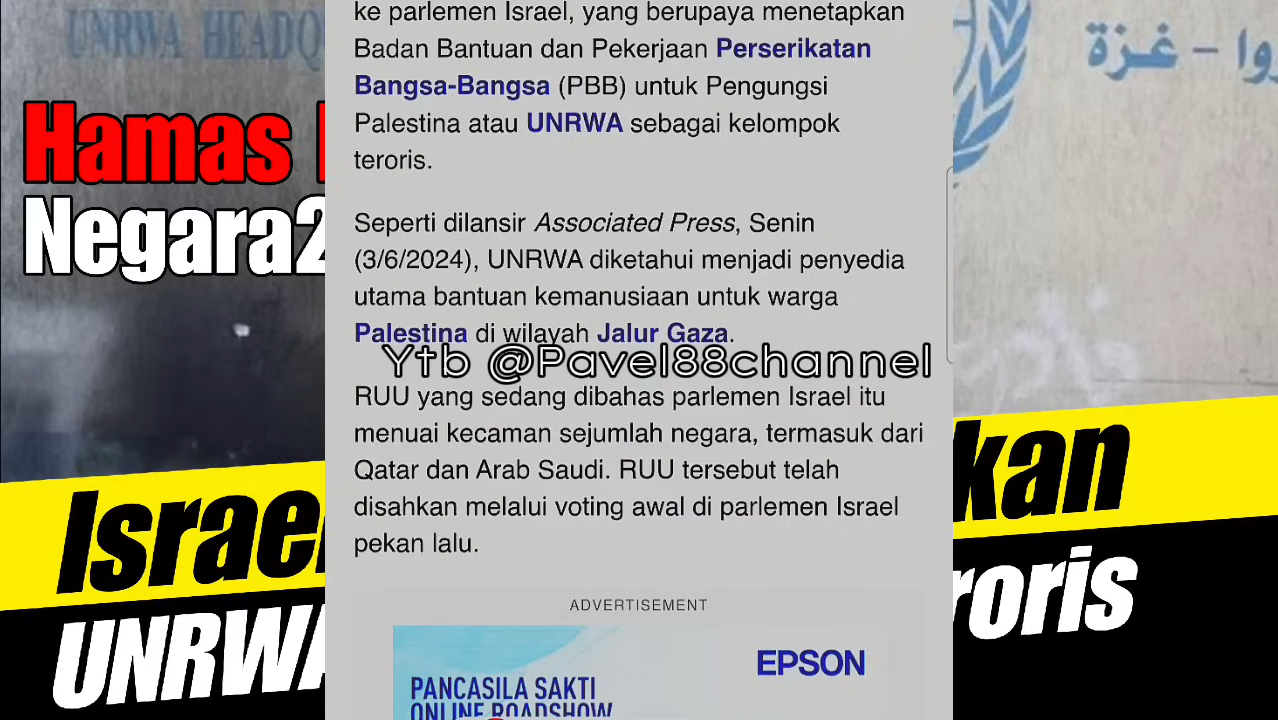 UNRWA HEADQ
روا - غزة
Hamas
Negara2
ke parlemen Israel, yang berupaya menetapkan
Badan Bantuan dan Pekerjaan Perserikatan
Bangsa-Bangsa (PBB) untuk Pengungsi
Palestina atau UNRWA sebagai kelompok
teroris.
Seperti dilansir Associated Press, Senin
(3/6/2024), UNRWA diketahui menjadi penyedia
utama bantuan kemanusiaan untuk warga
Palestina di wilayah Jalur Gaza.
Ytb @Pavel88channel
RUU yang sedang dibahas parlemen Israel itu
menuai kecaman sejumlah negara, termasuk dari
Qatar dan Arab Saudi. RUU tersebut telah
disahkan melalui voting awal di parlemen Israel
pekan lalu.
Israe
kan
UNRWA
roris
ADVERTISEMENT
EPSON
PANCASILA SAKTI
ONLINE ROADSHOW